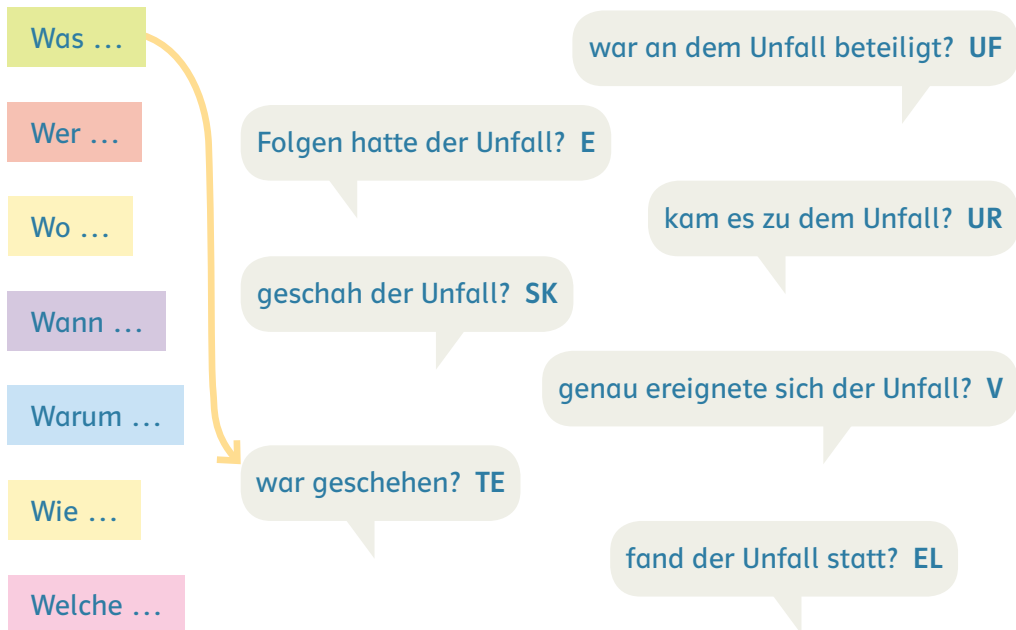 Was …
war an dem Unfall beteiligt? UF
Wer …
Folgen hatte der Unfall? E
Wo …
kam es zu dem Unfall? UR
geschah der Unfall? SK
Wann …
genau ereignete sich der Unfall? V
Warum …
war geschehen? TE
Wie …
fand der Unfall statt? EL
Welche …